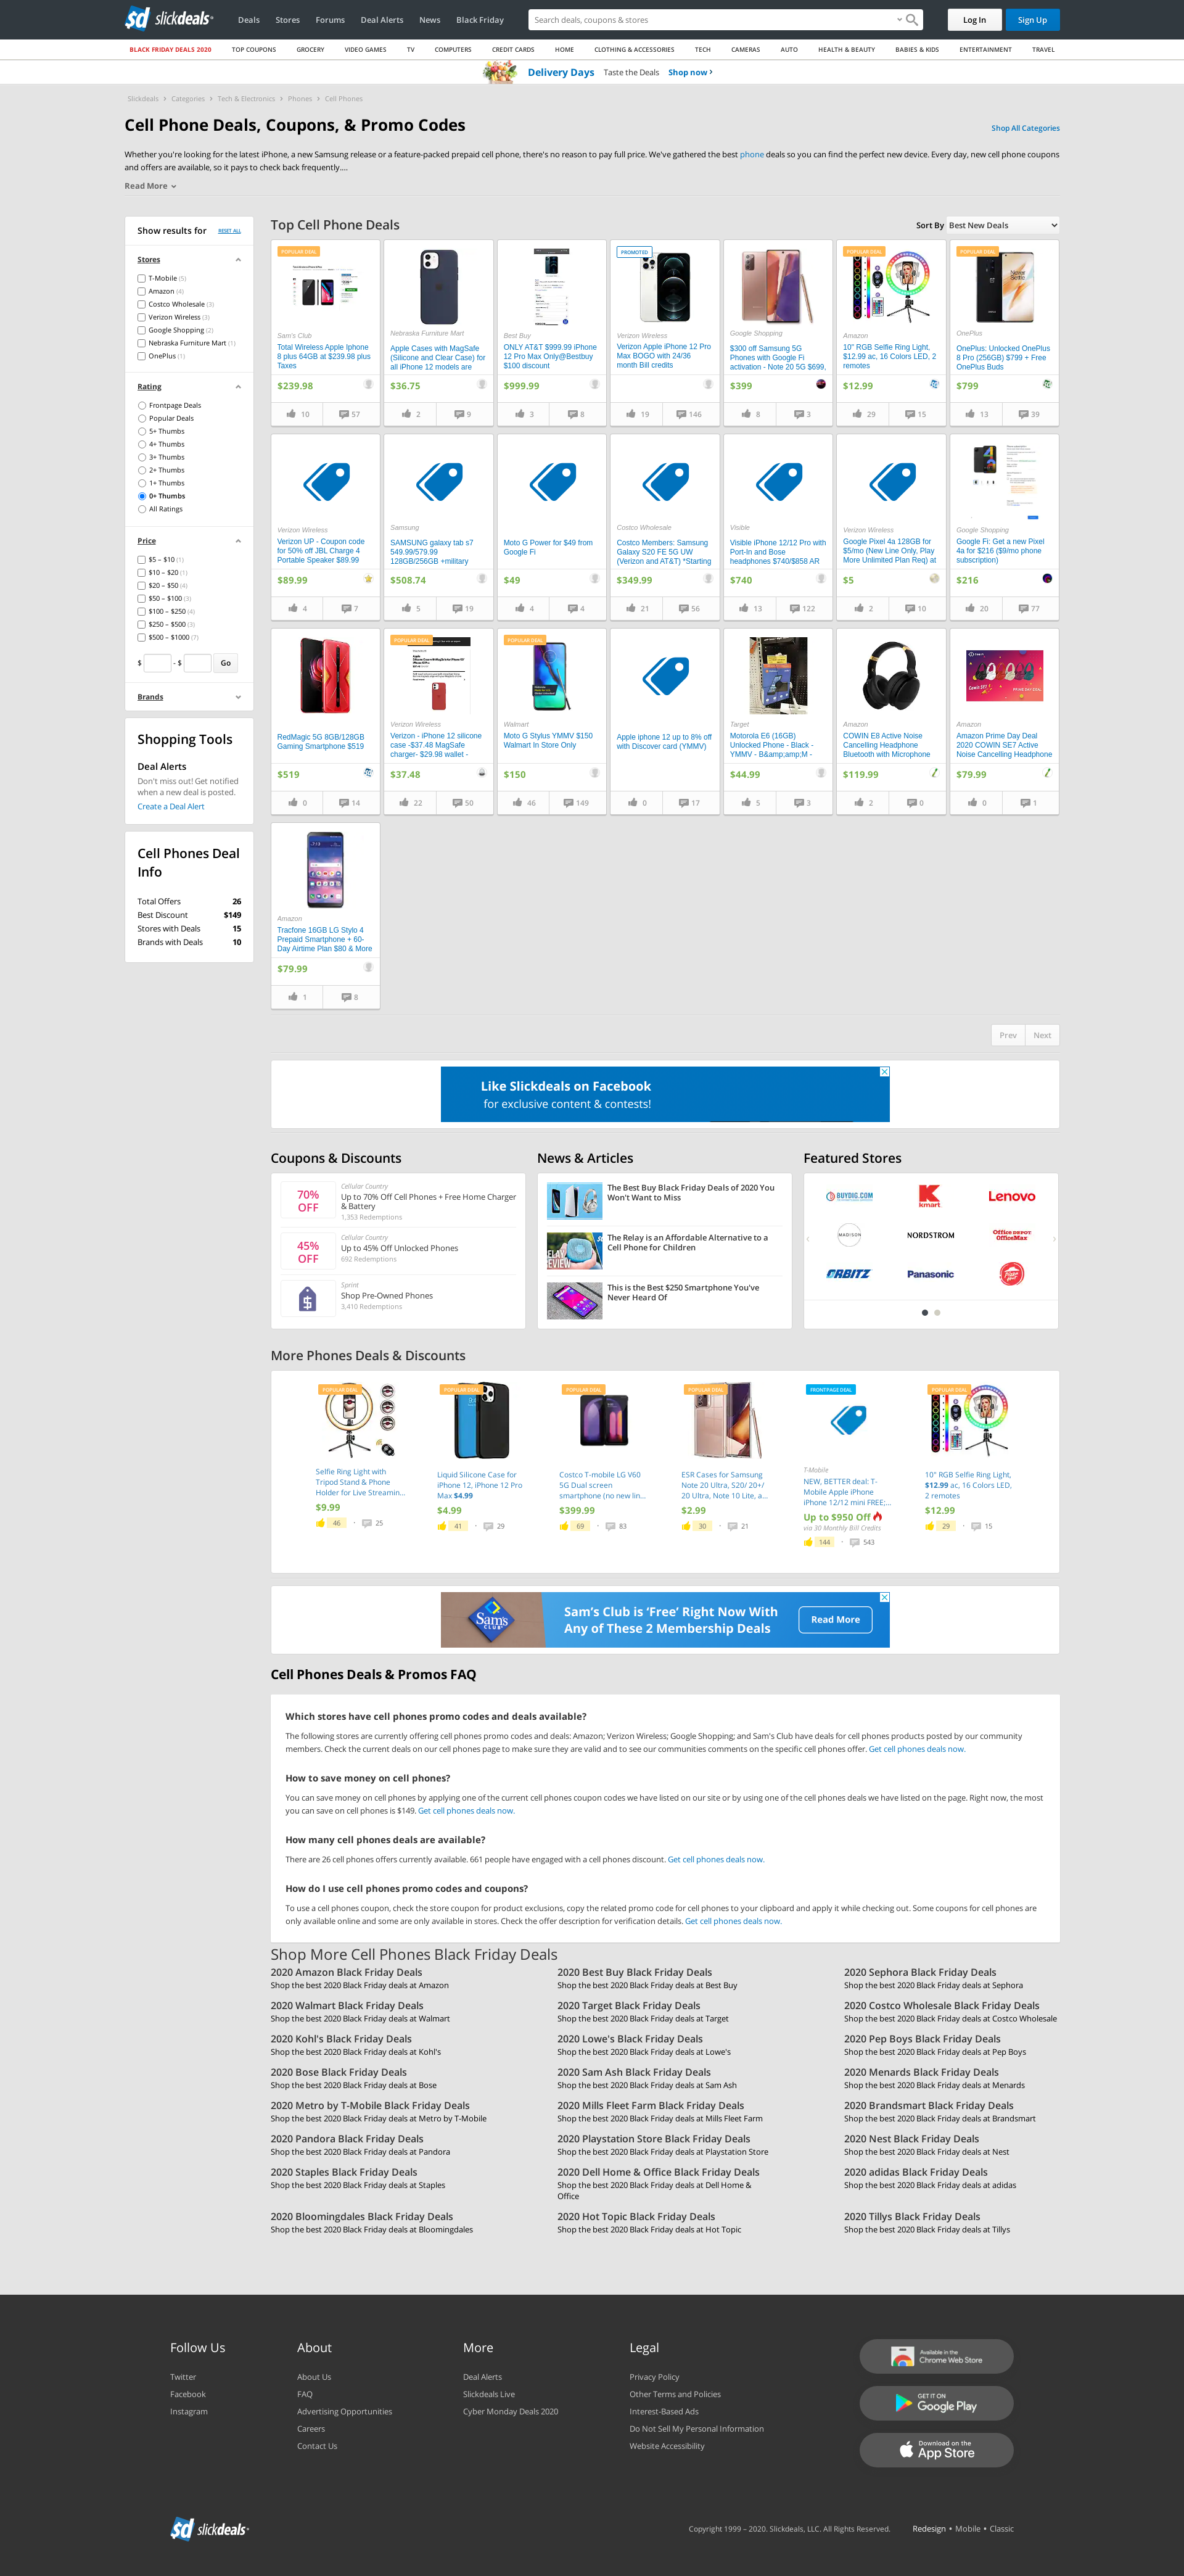 sd slickdeals
Deals Stores Forums Deal Alerts News Black Friday
Search deals, coupons & stores
Log In
Sign Up
BLACK FRIDAY DEALS 2020 TOP COUPONS GROCERY VIDEO GAMES TV COMPUTERS CREDIT CARDS HOME CLOTHING & ACCESSORIES TECH CAMERAS AUTO HEALTH & BEAUTY BABIES & KIDS ENTERTAINMENT TRAVEL
Delivery Days Taste the Deals Shop now ›
Slickdeals › Categories › Tech & Electronics › Phones › Cell Phones
Cell Phone Deals, Coupons, & Promo Codes
Shop All Categories
Whether you're looking for the latest iPhone, a new Samsung release or a feature-packed prepaid cell phone, there's no reason to pay full price. We've gathered the best phone deals so you can find the perfect new device. Every day, new cell phone coupons
and offers are available, so it pays to check back frequently....
Read More
Show results for RESET ALL
Stores
T-Mobile (5)
Amazon (4)
Costco Wholesale (3)
Verizon Wireless (3)
Google Shopping (2)
Nebraska Furniture Mart (1)
OnePlus (1)
Rating
Frontpage Deals
Popular Deals
5+ Thumbs
4+ Thumbs
3+ Thumbs
2+ Thumbs
1+ Thumbs
0+ Thumbs
All Ratings
Price
$5 – $10 (1)
$10 – $20 (1)
$20 – $50 (4)
$50 – $100 (3)
$100 – $250 (4)
$250 – $500 (3)
$500 – $1000 (7)
$ - $ Go
Brands
Shopping Tools
Deal Alerts
Don't miss out! Get notified
when a new deal is posted.
Create a Deal Alert
Cell Phones Deal
Info
Total Offers 26
Best Discount $149
Stores with Deals 15
Brands with Deals 10
Top Cell Phone Deals
Sort By Best New Deals
POPULAR DEAL
Sam's Club
Total Wireless Apple Iphone
8 plus 64GB at $239.98 plus
Taxes
$239.98
10 57
Nebraska Furniture Mart
Apple Cases with MagSafe
(Silicone and Clear Case) for
all iPhone 12 models are
$36.75
2 9
Best Buy
ONLY AT&T $999.99 iPhone
12 Pro Max Only@Bestbuy
$100 discount
$999.99
3 8
PROMOTED
Verizon Wireless
Verizon Apple iPhone 12 Pro
Max BOGO with 24/36
month Bill credits
19 146
Google Shopping
$300 off Samsung 5G
Phones with Google Fi
activation - Note 20 5G $699,
$399
8 3
POPULAR DEAL
Amazon
10" RGB Selfie Ring Light,
$12.99 ac, 16 Colors LED, 2
remotes
$12.99
29 15
POPULAR DEAL
OnePlus
OnePlus: Unlocked OnePlus
8 Pro (256GB) $799 + Free
OnePlus Buds
$799
13 39
Verizon Wireless
Verizon UP - Coupon code
for 50% off JBL Charge 4
Portable Speaker $89.99
$89.99
4 7
Samsung
SAMSUNG galaxy tab s7
549.99/579.99
128GB/256GB +military
$508.74
5 19
Moto G Power for $49 from
Google Fi
$49
4 4
Costco Wholesale
Costco Members: Samsung
Galaxy S20 FE 5G UW
(Verizon and AT&T) *Starting
$349.99
21 56
Visible
Visible iPhone 12/12 Pro with
Port-In and Bose
headphones $740/$858 AR
$740
13 122
Verizon Wireless
Google Pixel 4a 128GB for
$5/mo (New Line Only, Play
More Unlimited Plan Req) at
$5
2 10
Google Shopping
Google Fi: Get a new Pixel
4a for $216 ($9/mo phone
subscription)
$216
20 77
RedMagic 5G 8GB/128GB
Gaming Smartphone $519
$519
0 14
POPULAR DEAL
Verizon Wireless
Verizon - iPhone 12 silicone
case -$37.48 MagSafe
charger- $29.98 wallet -
$37.48
22 50
POPULAR DEAL
Walmart
Moto G Stylus YMMV $150
Walmart In Store Only
$150
46 149
Apple iphone 12 up to 8% off
with Discover card (YMMV)
0 17
Target
Motorola E6 (16GB)
Unlocked Phone - Black -
YMMV - B&amp;amp;M -
$44.99
5 3
Amazon
COWIN E8 Active Noise
Cancelling Headphone
Bluetooth with Microphone
$119.99
2 0
Amazon
Amazon Prime Day Deal
2020 COWIN SE7 Active
Noise Cancelling Headphone
$79.99
0 1
Amazon
Tracfone 16GB LG Stylo 4
Prepaid Smartphone + 60-
Day Airtime Plan $80 & More
$79.99
1 8
Prev Next
Like Slickdeals on Facebook
for exclusive content & contests!
Coupons & Discounts
70%
OFF
Cellular Country
Up to 70% Off Cell Phones + Free Home Charger
& Battery
1,353 Redemptions
45%
OFF
Cellular Country
Up to 45% Off Unlocked Phones
692 Redemptions
Sprint
Shop Pre-Owned Phones
3,410 Redemptions
News & Articles
The Best Buy Black Friday Deals of 2020 You
Won't Want to Miss
The Relay is an Affordable Alternative to a
Cell Phone for Children
This is the Best $250 Smartphone You've
Never Heard Of
Featured Stores
BUYDIG.COM Kmart Lenovo
MADISON NORDSTROM Office DEPOT OfficeMax
ORBITZ Panasonic Pizza Hut
More Phones Deals & Discounts
POPULAR DEAL
Selfie Ring Light with
Tripod Stand & Phone
Holder for Live Streamin...
$9.99
46 25
POPULAR DEAL
Liquid Silicone Case for
iPhone 12, iPhone 12 Pro
Max $4.99
$4.99
41 29
POPULAR DEAL
Costco T-mobile LG V60
5G Dual screen
smartphone (no new lin...
$399.99
69 83
POPULAR DEAL
ESR Cases for Samsung
Note 20 Ultra, S20/ 20+/
20 Ultra, Note 10 Lite, a...
$2.99
30 21
FRONTPAGE DEAL
T-Mobile
NEW, BETTER deal: T-
Mobile Apple iPhone
iPhone 12/12 mini FREE;...
Up to $950 Off
via 30 Monthly Bill Credits
144 543
POPULAR DEAL
10" RGB Selfie Ring Light,
$12.99 ac, 16 Colors LED,
2 remotes
$12.99
29 15
Sam's Club
Sam's Club is 'Free' Right Now With
Any of These 2 Membership Deals
Read More
Cell Phones Deals & Promos FAQ
Which stores have cell phones promo codes and deals available?
The following stores are currently offering cell phones promo codes and deals: Amazon; Verizon Wireless; Google Shopping; and Sam's Club have deals for cell phones products posted by our community
members. Check the current deals on our cell phones page to make sure they are valid and to see our communities comments on the specific cell phones offer. Get cell phones deals now.
How to save money on cell phones?
You can save money on cell phones by applying one of the current cell phones coupon codes we have listed on our site or by using one of the cell phones deals we have listed on the page. Right now, the most
you can save on cell phones is $149. Get cell phones deals now.
How many cell phones deals are available?
There are 26 cell phones offers currently available. 661 people have engaged with a cell phones discount. Get cell phones deals now.
How do I use cell phones promo codes and coupons?
To use a cell phones coupon, check the store coupon for product exclusions, copy the related promo code for cell phones to your clipboard and apply it while checking out. Some coupons for cell phones are
only available online and some are only available in stores. Check the offer description for verification details. Get cell phones deals now.
Shop More Cell Phones Black Friday Deals
2020 Amazon Black Friday Deals
Shop the best 2020 Black Friday deals at Amazon
2020 Best Buy Black Friday Deals
Shop the best 2020 Black Friday deals at Best Buy
2020 Sephora Black Friday Deals
Shop the best 2020 Black Friday deals at Sephora
2020 Walmart Black Friday Deals
Shop the best 2020 Black Friday deals at Walmart
2020 Target Black Friday Deals
Shop the best 2020 Black Friday deals at Target
2020 Costco Wholesale Black Friday Deals
Shop the best 2020 Black Friday deals at Costco Wholesale
2020 Kohl's Black Friday Deals
Shop the best 2020 Black Friday deals at Kohl's
2020 Lowe's Black Friday Deals
Shop the best 2020 Black Friday deals at Lowe's
2020 Pep Boys Black Friday Deals
Shop the best 2020 Black Friday deals at Pep Boys
2020 Bose Black Friday Deals
Shop the best 2020 Black Friday deals at Bose
2020 Sam Ash Black Friday Deals
Shop the best 2020 Black Friday deals at Sam Ash
2020 Menards Black Friday Deals
Shop the best 2020 Black Friday deals at Menards
2020 Metro by T-Mobile Black Friday Deals
Shop the best 2020 Black Friday deals at Metro by T-Mobile
2020 Mills Fleet Farm Black Friday Deals
Shop the best 2020 Black Friday deals at Mills Fleet Farm
2020 Brandsmart Black Friday Deals
Shop the best 2020 Black Friday deals at Brandsmart
2020 Pandora Black Friday Deals
Shop the best 2020 Black Friday deals at Pandora
2020 Playstation Store Black Friday Deals
Shop the best 2020 Black Friday deals at Playstation Store
2020 Nest Black Friday Deals
Shop the best 2020 Black Friday deals at Nest
2020 Staples Black Friday Deals
Shop the best 2020 Black Friday deals at Staples
2020 Dell Home & Office Black Friday Deals
Shop the best 2020 Black Friday deals at Dell Home &
Office
2020 adidas Black Friday Deals
Shop the best 2020 Black Friday deals at adidas
2020 Bloomingdales Black Friday Deals
Shop the best 2020 Black Friday deals at Bloomingdales
2020 Hot Topic Black Friday Deals
Shop the best 2020 Black Friday deals at Hot Topic
2020 Tillys Black Friday Deals
Shop the best 2020 Black Friday deals at Tillys
Follow Us
Twitter
Facebook
Instagram
About
About Us
FAQ
Advertising Opportunities
Careers
Contact Us
More
Deal Alerts
Slickdeals Live
Cyber Monday Deals 2020
Legal
Privacy Policy
Other Terms and Policies
Interest-Based Ads
Do Not Sell My Personal Information
Website Accessibility
Available in the
Chrome Web Store
GET IT ON
Google Play
Download on the
App Store
sd slickdeals
Copyright 1999 – 2020. Slickdeals, LLC. All Rights Reserved. Redesign • Mobile • Classic